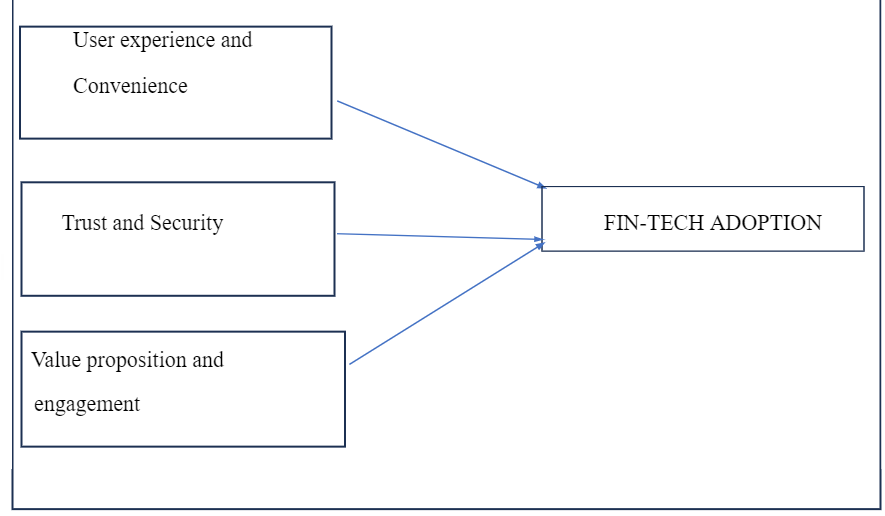 User experience and
Convenience
Trust and Security
FIN-TECH ADOPTION
Value proposition and
engagement